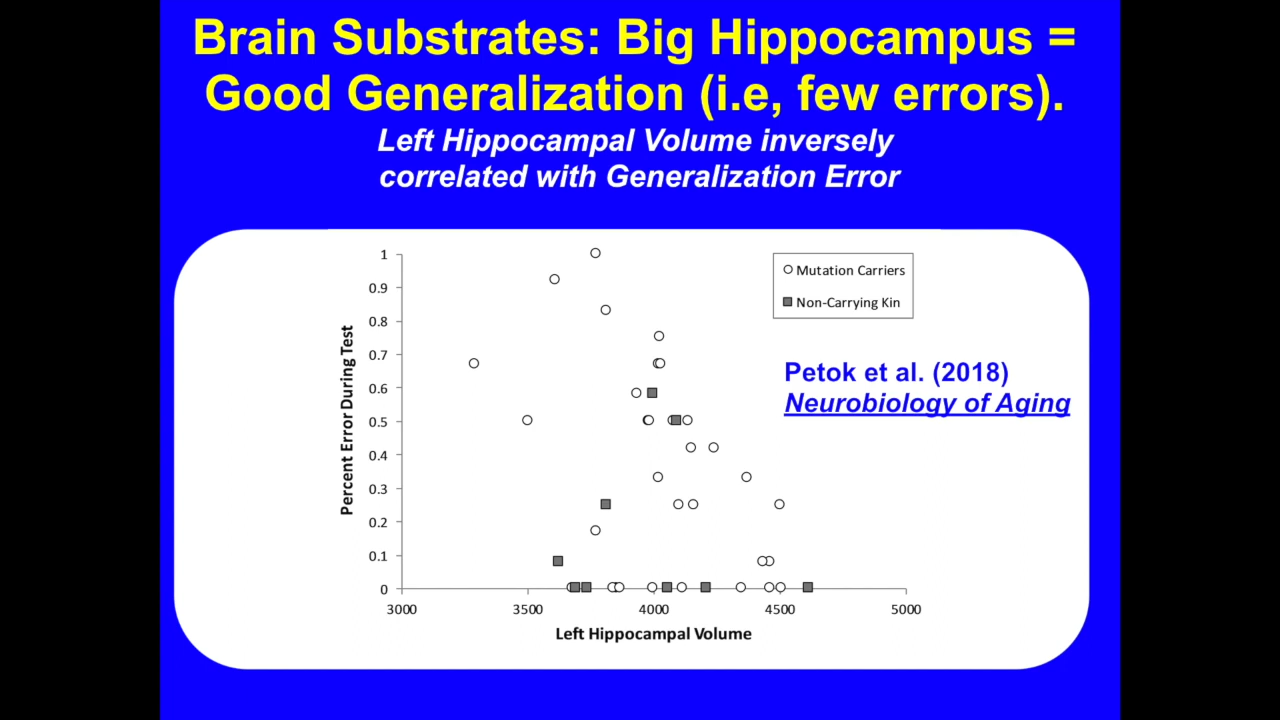 Brain Substrates: Big Hippocampus =
Good Generalization (i.e, few errors).
Left Hippocampal Volume inversely
correlated with Generalization Error
Percent Error During Test
1
0.9
0.8
0.7
0.6
0.5
0.4
0.3
0.2
0.1
0
3000 3500 4000 4500 5000
Left Hippocampal Volume
Mutation Carriers
Non-Carrying Kin
Petok et al. (2018)
Neurobiology of Aging